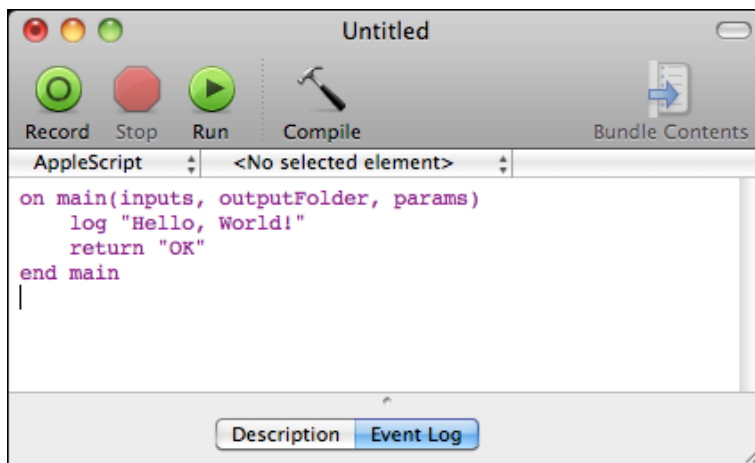 Untitled
Record Stop Run Compile Bundle Contents
AppleScript <No selected element>
on main(inputs, outputFolder, params)
    log "Hello, World!"
    return "OK"
end main
Description Event Log